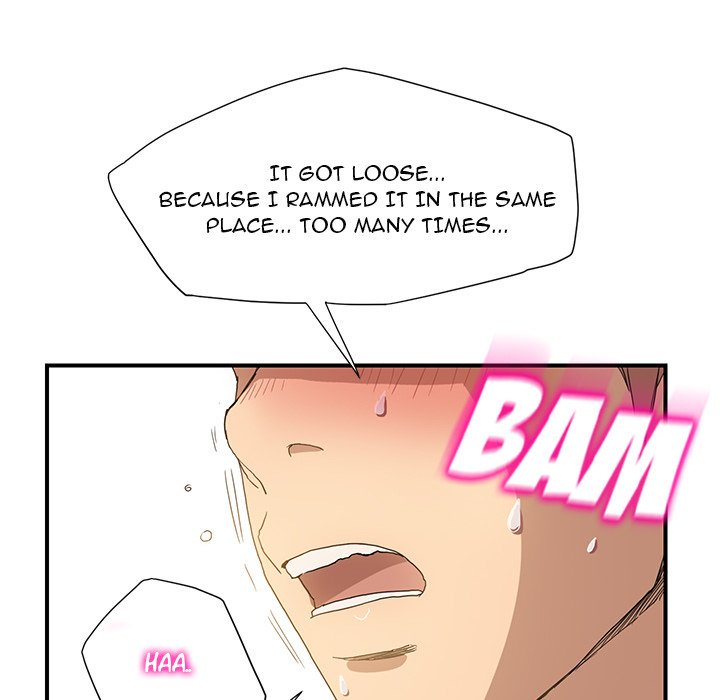 IT GOT LOOSE...
BECAUSE I RAMMED IT IN THE SAME
PLACE... TOO MANY TIMES...
BAM
HAA..